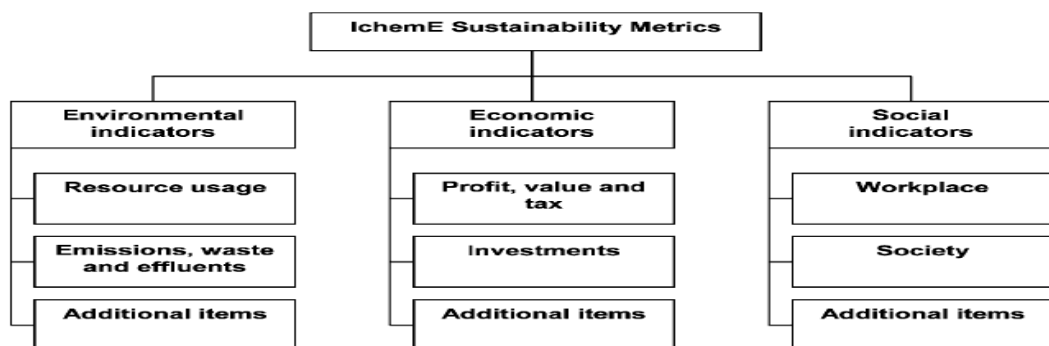 IchemE Sustainability Metrics
Environmental
indicators
Economic
indicators
Social
indicators
Resource usage
Profit, value and
tax
Workplace
Emissions, waste
and effluents
Investments
Society
Additional items
Additional items
Additional items